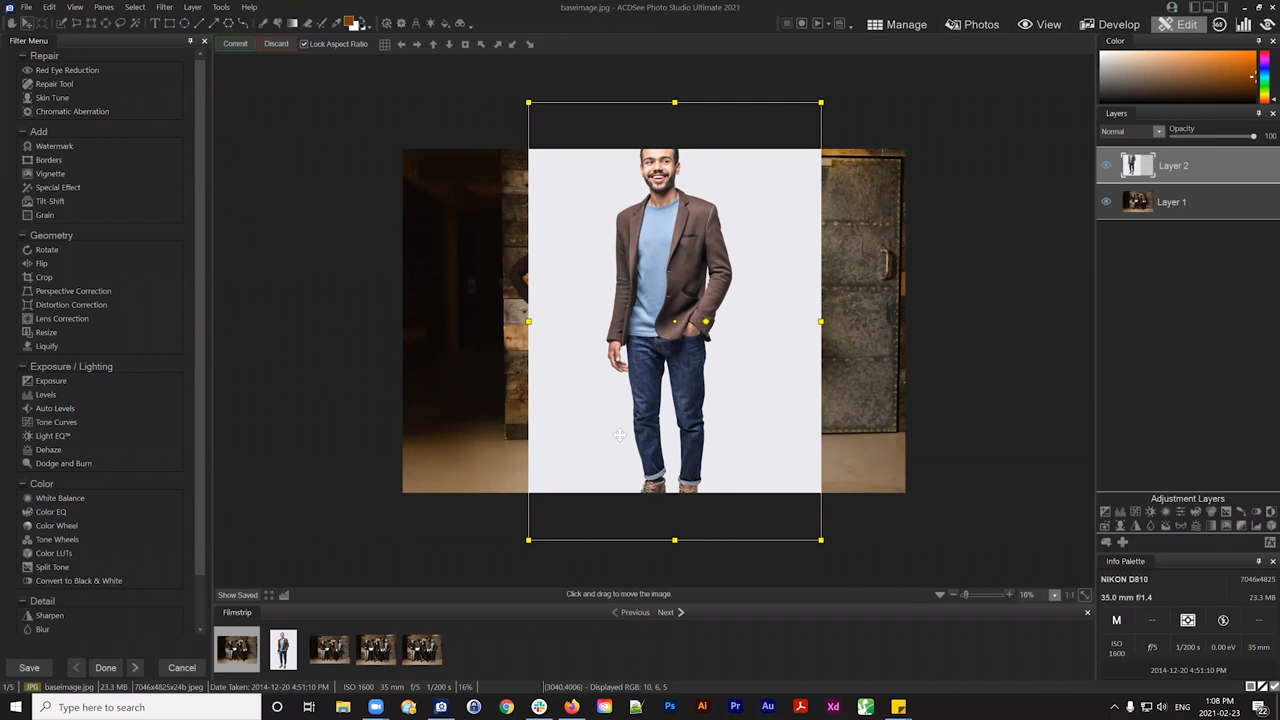 File Edit View Panes Select Filter Layer Tools Help
baseimage.jpg - ACDSee Photo Studio Ultimate 2021
Manage Photos View Develop Edit
Filter Menu
Commit Discard Lock Aspect Ratio
Color
Repair
Red Eye Reduction
Repair Tool
Skin Tune
Chromatic Aberration
Add
Watermark
Borders
Vignette
Special Effect
Tilt-Shift
Grain
Geometry
Rotate
Flip
Crop
Perspective Correction
Distortion Correction
Lens Correction
Resize
Liquify
Exposure / Lighting
Exposure
Levels
Auto Levels
Tone Curves
Light EQ™
Dehaze
Dodge and Burn
Color
White Balance
Color EQ
Color Wheel
Tone Wheels
Color LUTs
Split Tone
Convert to Black & White
Detail
Sharpen
Blur
Save Done Cancel
Layers
Normal Opacity 100
Layer 2
Layer 1
Adjustment Layers
Info Palette
NIKON D810 7046x4825
35.0 mm f/1.4 23.3 MB
M -- --
ISO 1600 f/5 1/200 s 0.00 eV 35 mm
2014-12-20 4:51:10 PM
Show Saved Click and drag to move the image. 16% 1:1
Filmstrip Previous Next
1/5 JPG baseimage.jpg 23.3 MB 7046x4825x24b jpeg Date Taken: 2014-12-20 4:51:10 PM ISO 1600 35 mm f/5 1/200 s 16% (3040,4006) - Displayed RGB: 10, 6, 5
Type here to search
Ps Ai Pr Au Xd
ENG 1:08 PM
2021-02-23